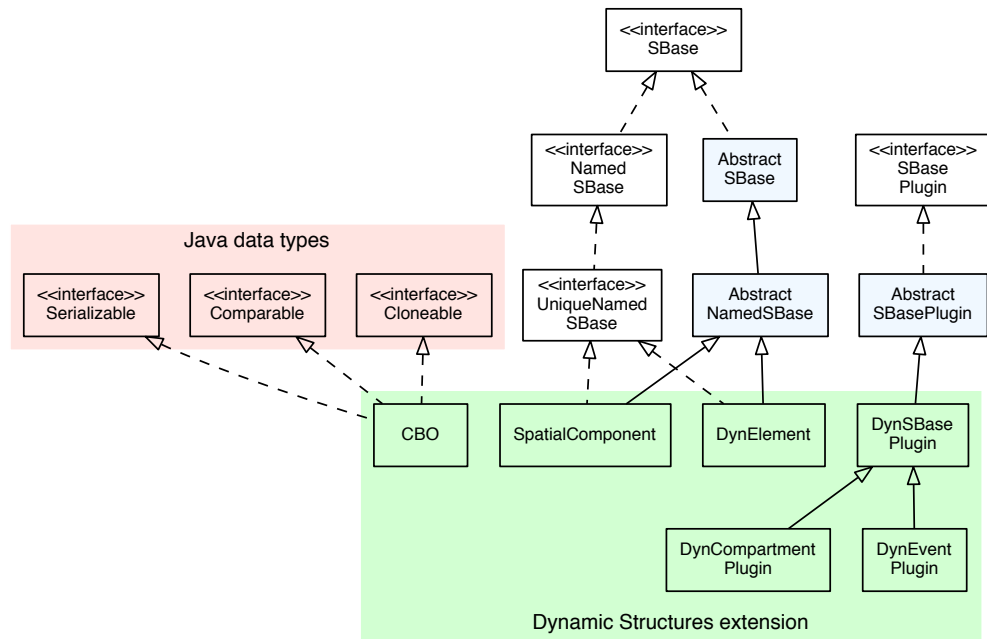 <<interface>>
SBase
<<interface>>
Named
SBase
Abstract
SBase
<<interface>>
SBase
Plugin
Java data types
<<interface>>
Serializable
<<interface>>
Comparable
<<interface>>
Cloneable
<<interface>>
UniqueNamed
SBase
Abstract
NamedSBase
Abstract
SBasePlugin
CBO
SpatialComponent
DynElement
DynSBase
Plugin
DynCompartment
Plugin
DynEvent
Plugin
Dynamic Structures extension